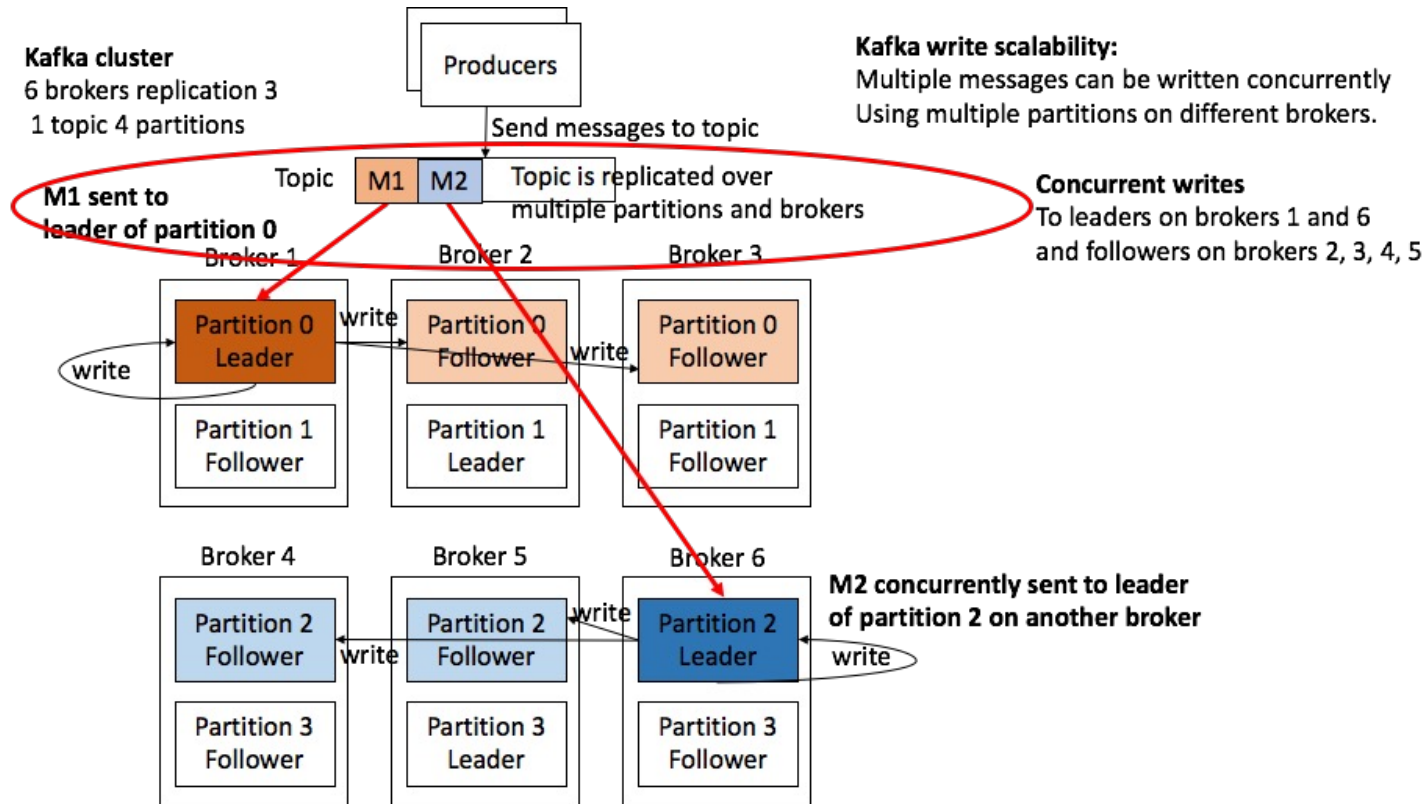 Kafka cluster
6 brokers replication 3
1 topic 4 partitions
Producers
Kafka write scalability:
Multiple messages can be written concurrently
Using multiple partitions on different brokers.
Send messages to topic
Topic
M1
M2
Topic is replicated over
multiple partitions and brokers
M1 sent to
leader of partition 0
Concurrent writes
To leaders on brokers 1 and 6
and followers on brokers 2, 3, 4, 5
Broker 1
Broker 2
Broker 3
Partition 0
Leader
write
write
Partition 0
Follower
write
Partition 0
Follower
Partition 1
Follower
Partition 1
Leader
Partition 1
Follower
Broker 4
Broker 5
Broker 6
M2 concurrently sent to leader
of partition 2 on another broker
Partition 2
Follower
write
Partition 2
Follower
write
Partition 2
Leader
write
Partition 3
Follower
Partition 3
Leader
Partition 3
Follower